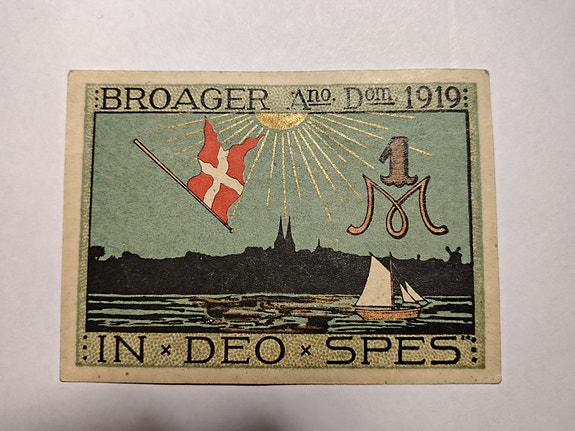 BROAGER Ano. Dom. 1919
1
M
IN × DEO × SPES